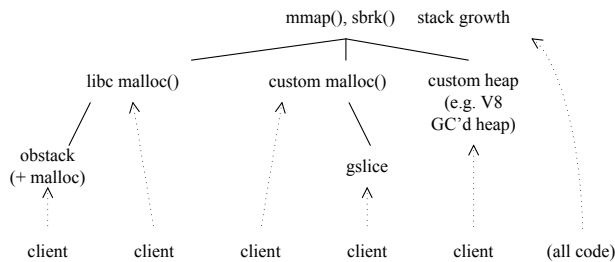 mmap(), sbrk() stack growth
libc malloc() custom malloc() custom heap
(e.g. V8
GC'd heap)
obstack
(+ malloc)
gslice
client client client client client (all code)